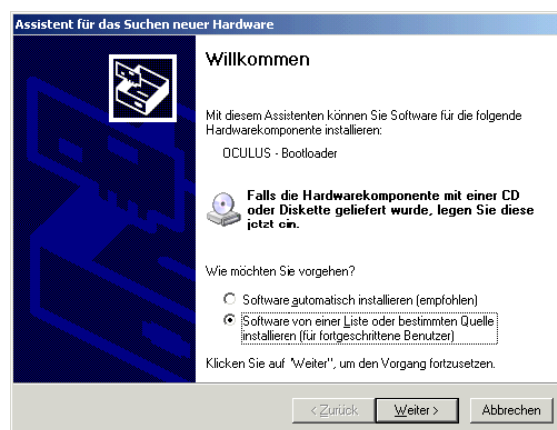 Assistent für das Suchen neuer Hardware
Willkommen
Mit diesem Assistenten können Sie Software für die folgende
Hardwarekomponente installieren:
OCULUS - Bootloader
Falls die Hardwarekomponente mit einer CD
oder Diskette geliefert wurde, legen Sie diese
jetzt ein.
Wie möchten Sie vorgehen?
Software automatisch installieren (empfohlen)
Software von einer Liste oder bestimmten Quelle
installieren (für fortgeschrittene Benutzer)
Klicken Sie auf "Weiter", um den Vorgang fortzusetzen.
< Zurück Weiter > Abbrechen